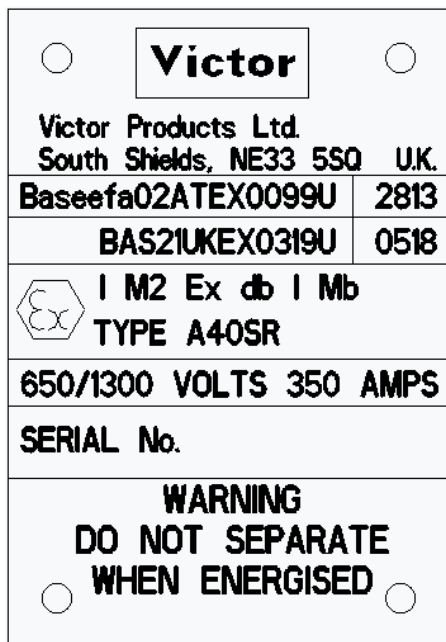 Victor
Victor Products Ltd.
South Shields, NE33 5SQ U.K.
Baseefa02ATEX0099U 2813
BAS21UKEX0319U 0518
Ex I M2 Ex db I Mb
TYPE A40SR
650/1300 VOLTS 350 AMPS
SERIAL No.
WARNING
DO NOT SEPARATE
WHEN ENERGISED